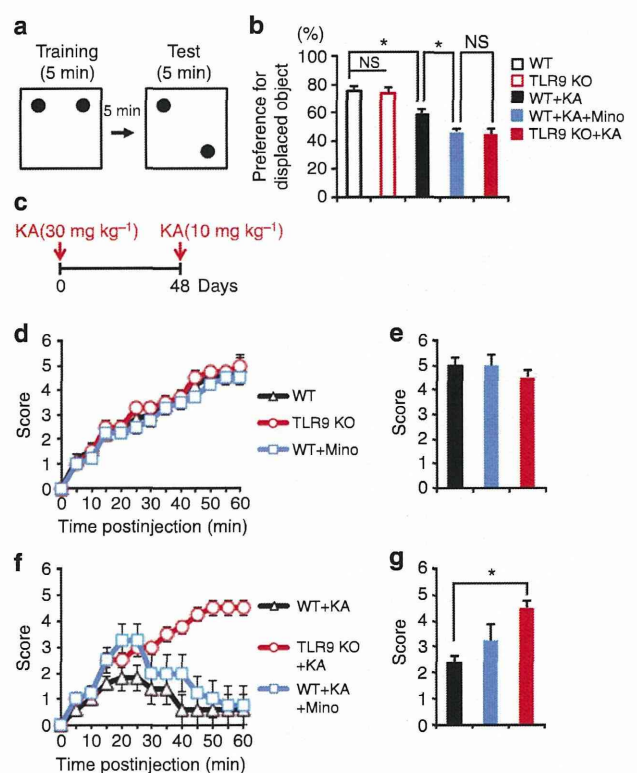 a
Training
(5 min)
Test
(5 min)
5 min
b
(%)
* * NS
NS
Preference for
displaced object
100
80
60
40
20
0
WT
TLR9 KO
WT+KA
WT+KA+Mino
TLR9 KO+KA
c
KA(30 mg kg–1) KA(10 mg kg–1)
0 48 Days
d
Score
6
5
4
3
2
1
0
0 10 20 30 40 50 60
Time postinjection (min)
WT
TLR9 KO
WT+Mino
e
Score
6
5
4
3
2
1
0
f
Score
6
5
4
3
2
1
0
0 10 20 30 40 50 60
Time postinjection (min)
WT+KA
TLR9 KO
+KA
WT+KA
+Mino
g
*
Score
6
5
4
3
2
1
0